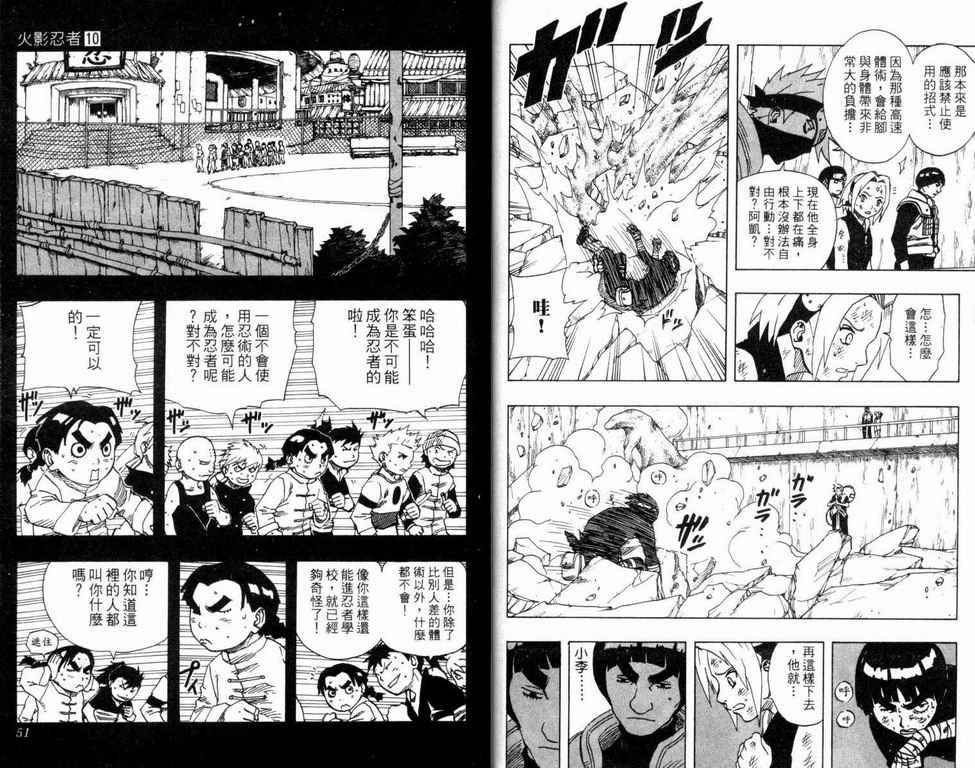 那本來是
應該禁止使
用的招式…
因為那種高速
體術，會給腳
與身體帶來非
常大的負擔…
現在他全身
上下都在痛，
根本沒辦法自
由行動…對不
對？阿凱？
ガッ
哇！
ドッ
怎…怎麼
會這樣…
ガラ
ガラ
ザッ
呼
呼
呼
呼
再這樣下去
，他就…
小李……
火影忍者10
忍
哈哈哈！
笨蛋——
你是不可能
成為忍者的
啦！
一個不會使
用忍術的人
，怎麼可能
成為忍者呢
？對不對？
ザッ
ザッ
ザッ
一定可以
的！
ザッ
ザッ
但是…你除了
比別人差的體
術以外，什麼
都不會！
像你這樣還
能進忍者學
校，就已經
夠奇怪了！
哼…
你知道這
裡的人都
叫你什麼
嗎？
遮住
51